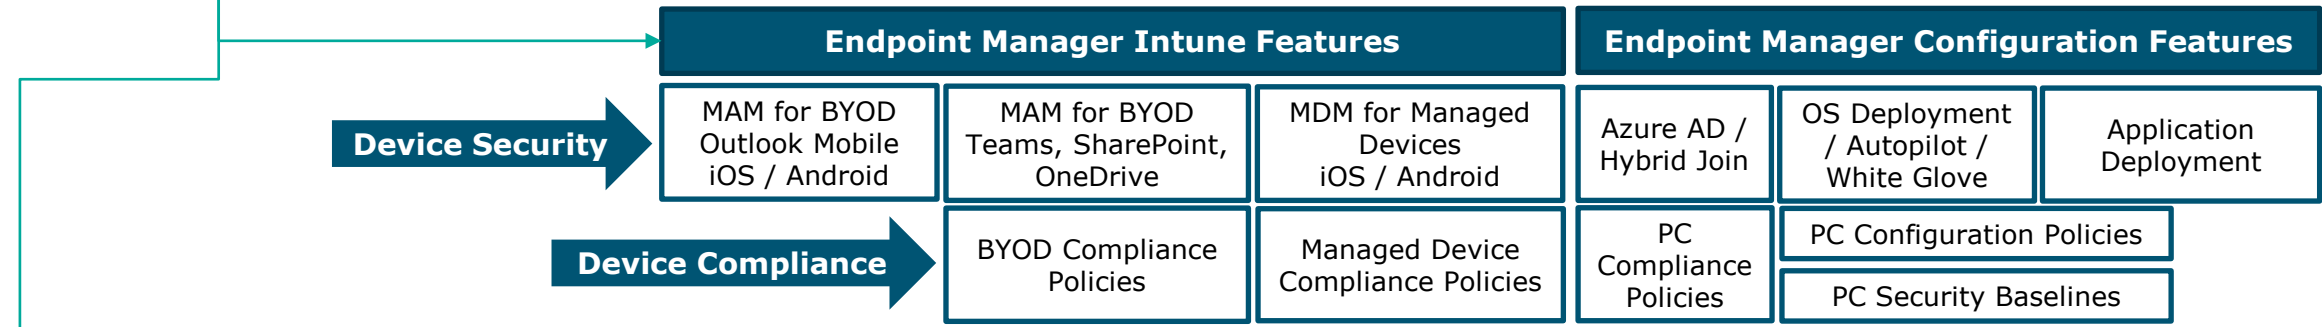 Endpoint Manager Intune Features
Endpoint Manager Configuration Features
Device Security
MAM for BYOD
Outlook Mobile
iOS / Android
MAM for BYOD
Teams, SharePoint,
OneDrive
MDM for Managed
Devices
iOS / Android
Azure AD /
Hybrid Join
OS Deployment
/ Autopilot /
White Glove
Application
Deployment
Device Compliance
BYOD Compliance
Policies
Managed Device
Compliance Policies
PC
Compliance
Policies
PC Configuration Policies
PC Security Baselines